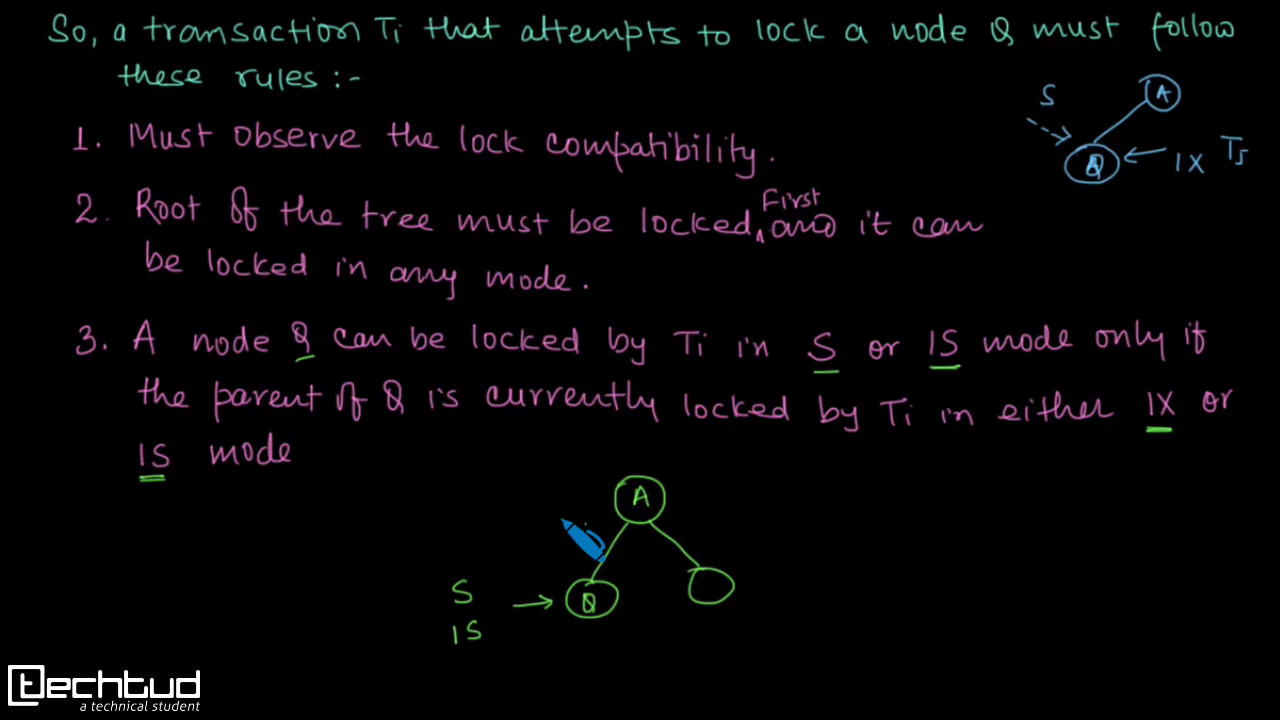 So, a transaction Ti that attempts to lock a node Q must follow
these rules :-
S
A
Q
IX Tj
1. Must observe the lock compatibility.
2. Root of the tree must be locked, First and it can
be locked in any mode.
3. A node Q can be locked by Ti in S or IS mode only if
the parent of Q is currently locked by Ti in either IX or
IS mode
A
S
IS
Q
techtud
a technical student